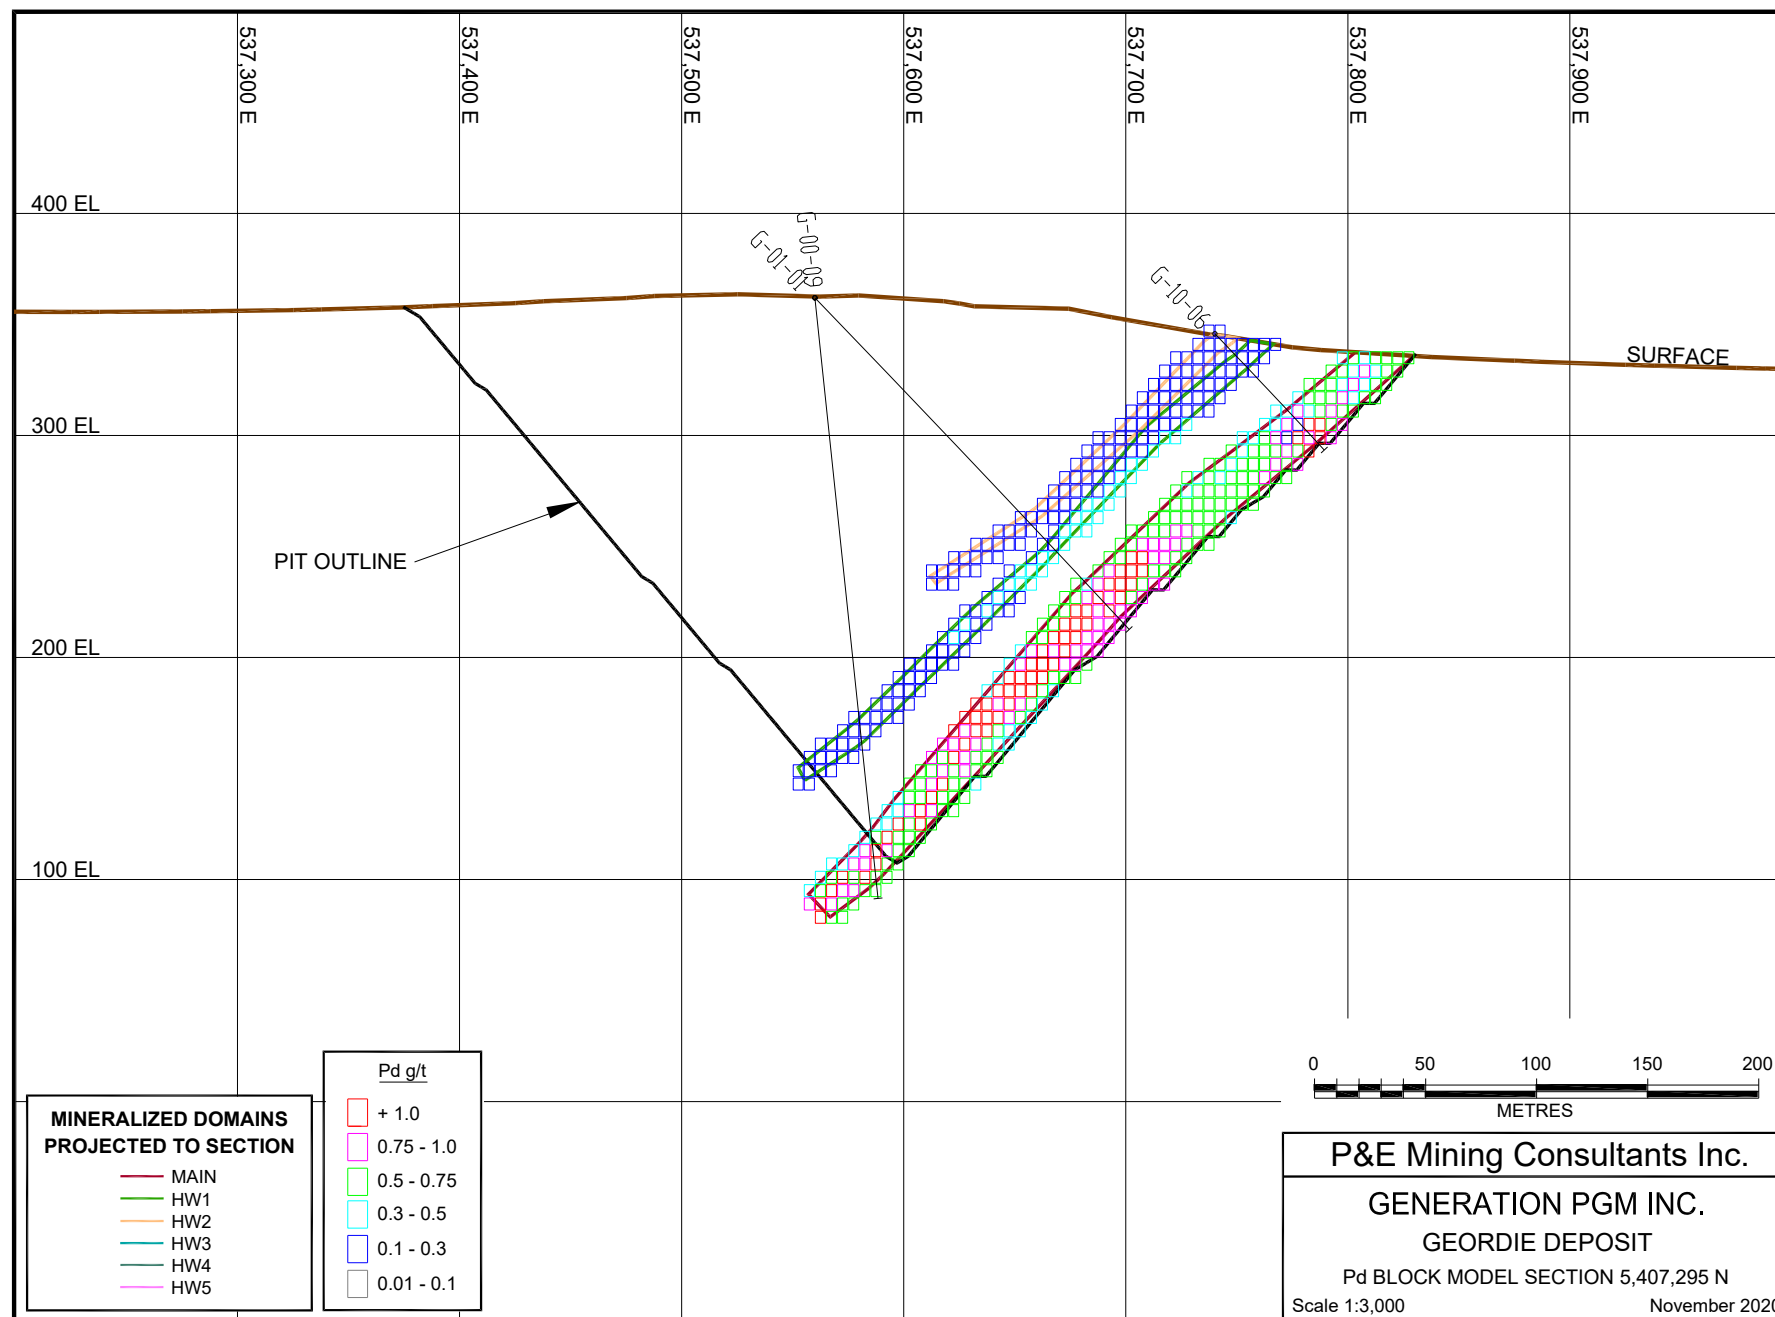 537,300 E
537,400 E
537,500 E
537,600 E
537,700 E
537,800 E
537,900 E
400 EL
300 EL
200 EL
100 EL
G-01-01
G-00-09
G-10-06
SURFACE
PIT OUTLINE
MINERALIZED DOMAINS
PROJECTED TO SECTION
MAIN
HW1
HW2
HW3
HW4
HW5
Pd g/t
+ 1.0
0.75 - 1.0
0.5 - 0.75
0.3 - 0.5
0.1 - 0.3
0.01 - 0.1
0 50 100 150 200
METRES
P&E Mining Consultants Inc.
GENERATION PGM INC.
GEORDIE DEPOSIT
Pd BLOCK MODEL SECTION 5,407,295 N
Scale 1:3,000 November 2020